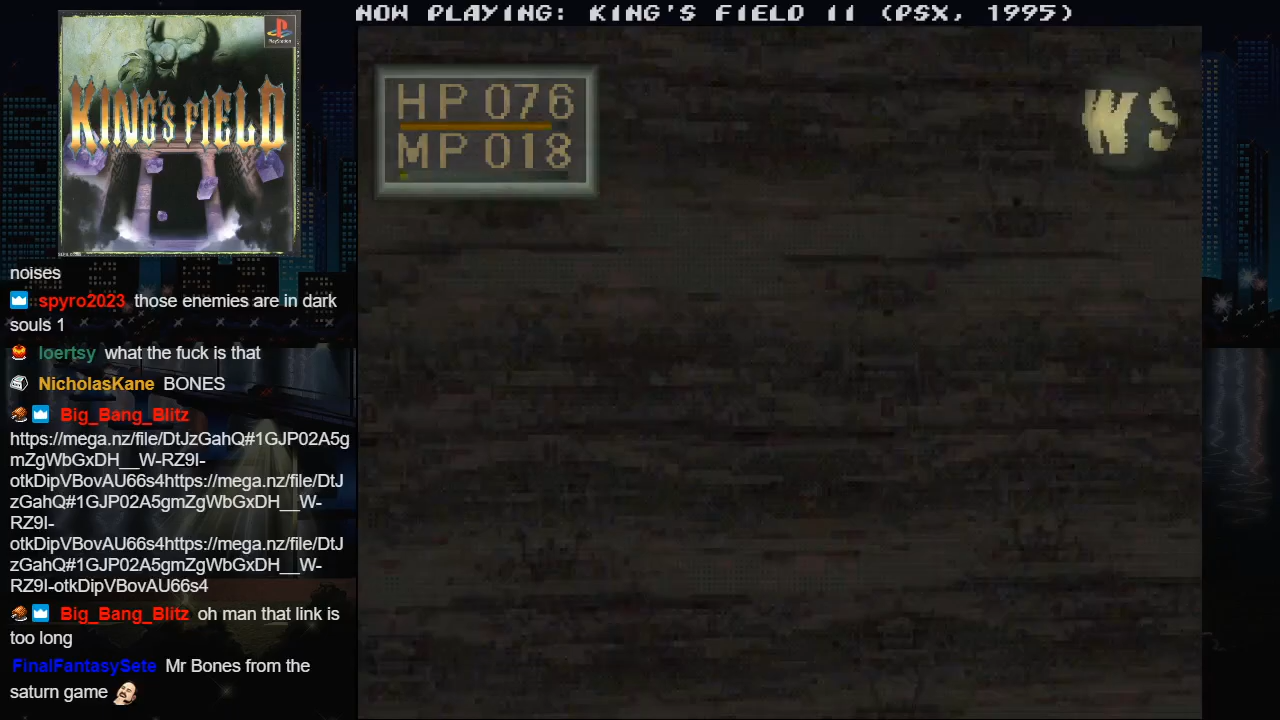 NOW PLAYING: KING'S FIELD II (PSX, 1995)
PlayStation
KING'S FIELD
HP 076
MP 018
W S
noises
spyro2023 those enemies are in dark
souls 1
loertsy what the fuck is that
NicholasKane BONES
Big_Bang_Blitz
https://mega.nz/file/DtJzGahQ#1GJP02A5g
mZgWbGxDH__W-RZ9I-
otkDipVBovAU66s4https://mega.nz/file/DtJ
zGahQ#1GJP02A5gmZgWbGxDH__W-
RZ9I-
otkDipVBovAU66s4https://mega.nz/file/DtJ
zGahQ#1GJP02A5gmZgWbGxDH__W-
RZ9I-otkDipVBovAU66s4
Big_Bang_Blitz oh man that link is
too long
FinalFantasySete Mr Bones from the
saturn game